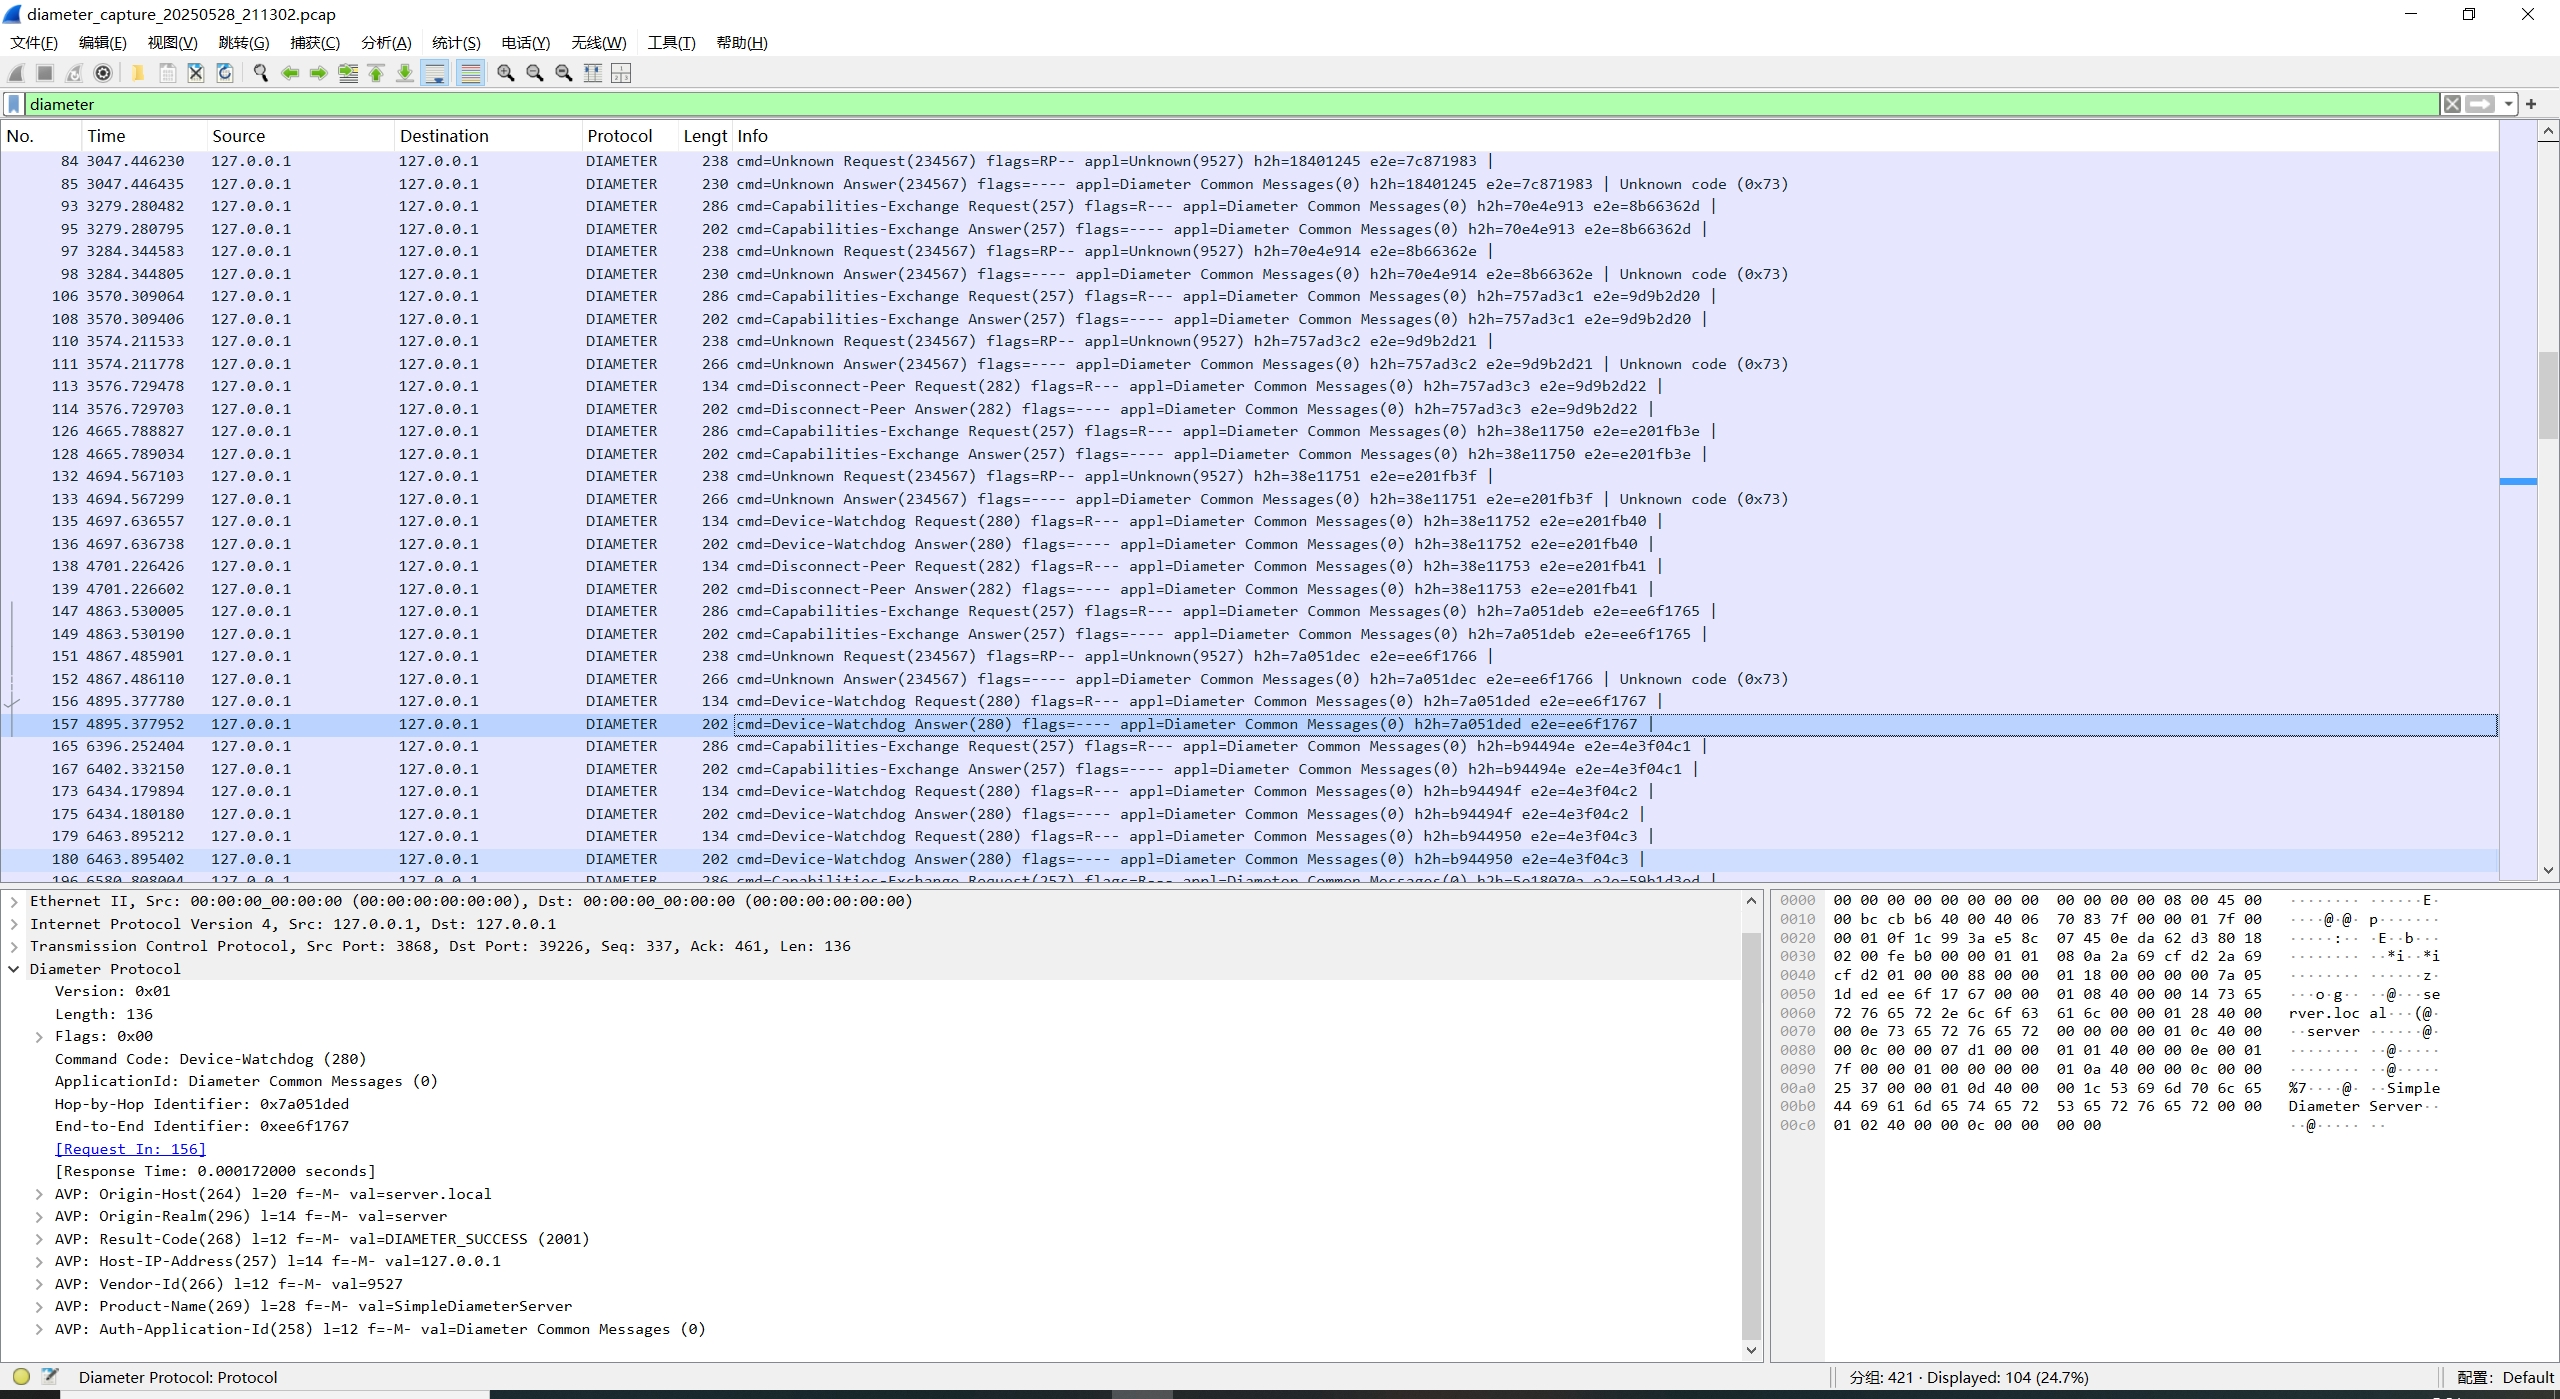 diameter_capture_20250528_211302.pcap
文件(F) 编辑(E) 视图(V) 跳转(G) 捕获(C) 分析(A) 统计(S) 电话(Y) 无线(W) 工具(T) 帮助(H)
diameter
No. Time Source Destination Protocol Lengt Info
84 3047.446230 127.0.0.1 127.0.0.1 DIAMETER 238 cmd=Unknown Request(234567) flags=RP-- appl=Unknown(9527) h2h=18401245 e2e=7c871983 |
85 3047.446435 127.0.0.1 127.0.0.1 DIAMETER 230 cmd=Unknown Answer(234567) flags=---- appl=Diameter Common Messages(0) h2h=18401245 e2e=7c871983 | Unknown code (0x73)
93 3279.280482 127.0.0.1 127.0.0.1 DIAMETER 286 cmd=Capabilities-Exchange Request(257) flags=R--- appl=Diameter Common Messages(0) h2h=70e4e913 e2e=8b66362d |
95 3279.280795 127.0.0.1 127.0.0.1 DIAMETER 202 cmd=Capabilities-Exchange Answer(257) flags=---- appl=Diameter Common Messages(0) h2h=70e4e913 e2e=8b66362d |
97 3284.344583 127.0.0.1 127.0.0.1 DIAMETER 238 cmd=Unknown Request(234567) flags=RP-- appl=Unknown(9527) h2h=70e4e914 e2e=8b66362e |
98 3284.344805 127.0.0.1 127.0.0.1 DIAMETER 230 cmd=Unknown Answer(234567) flags=---- appl=Diameter Common Messages(0) h2h=70e4e914 e2e=8b66362e | Unknown code (0x73)
106 3570.309064 127.0.0.1 127.0.0.1 DIAMETER 286 cmd=Capabilities-Exchange Request(257) flags=R--- appl=Diameter Common Messages(0) h2h=757ad3c1 e2e=9d9b2d20 |
108 3570.309406 127.0.0.1 127.0.0.1 DIAMETER 202 cmd=Capabilities-Exchange Answer(257) flags=---- appl=Diameter Common Messages(0) h2h=757ad3c1 e2e=9d9b2d20 |
110 3574.211533 127.0.0.1 127.0.0.1 DIAMETER 238 cmd=Unknown Request(234567) flags=RP-- appl=Unknown(9527) h2h=757ad3c2 e2e=9d9b2d21 |
111 3574.211778 127.0.0.1 127.0.0.1 DIAMETER 266 cmd=Unknown Answer(234567) flags=---- appl=Diameter Common Messages(0) h2h=757ad3c2 e2e=9d9b2d21 | Unknown code (0x73)
113 3576.729478 127.0.0.1 127.0.0.1 DIAMETER 134 cmd=Disconnect-Peer Request(282) flags=R--- appl=Diameter Common Messages(0) h2h=757ad3c3 e2e=9d9b2d22 |
114 3576.729703 127.0.0.1 127.0.0.1 DIAMETER 202 cmd=Disconnect-Peer Answer(282) flags=---- appl=Diameter Common Messages(0) h2h=757ad3c3 e2e=9d9b2d22 |
126 4665.788827 127.0.0.1 127.0.0.1 DIAMETER 286 cmd=Capabilities-Exchange Request(257) flags=R--- appl=Diameter Common Messages(0) h2h=38e11750 e2e=e201fb3e |
128 4665.789034 127.0.0.1 127.0.0.1 DIAMETER 202 cmd=Capabilities-Exchange Answer(257) flags=---- appl=Diameter Common Messages(0) h2h=38e11750 e2e=e201fb3e |
132 4694.567103 127.0.0.1 127.0.0.1 DIAMETER 238 cmd=Unknown Request(234567) flags=RP-- appl=Unknown(9527) h2h=38e11751 e2e=e201fb3f |
133 4694.567299 127.0.0.1 127.0.0.1 DIAMETER 266 cmd=Unknown Answer(234567) flags=---- appl=Diameter Common Messages(0) h2h=38e11751 e2e=e201fb3f | Unknown code (0x73)
135 4697.636557 127.0.0.1 127.0.0.1 DIAMETER 134 cmd=Device-Watchdog Request(280) flags=R--- appl=Diameter Common Messages(0) h2h=38e11752 e2e=e201fb40 |
136 4697.636738 127.0.0.1 127.0.0.1 DIAMETER 202 cmd=Device-Watchdog Answer(280) flags=---- appl=Diameter Common Messages(0) h2h=38e11752 e2e=e201fb40 |
138 4701.226426 127.0.0.1 127.0.0.1 DIAMETER 134 cmd=Disconnect-Peer Request(282) flags=R--- appl=Diameter Common Messages(0) h2h=38e11753 e2e=e201fb41 |
139 4701.226602 127.0.0.1 127.0.0.1 DIAMETER 202 cmd=Disconnect-Peer Answer(282) flags=---- appl=Diameter Common Messages(0) h2h=38e11753 e2e=e201fb41 |
147 4863.530005 127.0.0.1 127.0.0.1 DIAMETER 286 cmd=Capabilities-Exchange Request(257) flags=R--- appl=Diameter Common Messages(0) h2h=7a051deb e2e=ee6f1765 |
149 4863.530190 127.0.0.1 127.0.0.1 DIAMETER 202 cmd=Capabilities-Exchange Answer(257) flags=---- appl=Diameter Common Messages(0) h2h=7a051deb e2e=ee6f1765 |
151 4867.485901 127.0.0.1 127.0.0.1 DIAMETER 238 cmd=Unknown Request(234567) flags=RP-- appl=Unknown(9527) h2h=7a051dec e2e=ee6f1766 |
152 4867.486110 127.0.0.1 127.0.0.1 DIAMETER 266 cmd=Unknown Answer(234567) flags=---- appl=Diameter Common Messages(0) h2h=7a051dec e2e=ee6f1766 | Unknown code (0x73)
156 4895.377780 127.0.0.1 127.0.0.1 DIAMETER 134 cmd=Device-Watchdog Request(280) flags=R--- appl=Diameter Common Messages(0) h2h=7a051ded e2e=ee6f1767 |
157 4895.377952 127.0.0.1 127.0.0.1 DIAMETER 202 cmd=Device-Watchdog Answer(280) flags=---- appl=Diameter Common Messages(0) h2h=7a051ded e2e=ee6f1767 |
165 6396.252404 127.0.0.1 127.0.0.1 DIAMETER 286 cmd=Capabilities-Exchange Request(257) flags=R--- appl=Diameter Common Messages(0) h2h=b94494e e2e=4e3f04c1 |
167 6402.332150 127.0.0.1 127.0.0.1 DIAMETER 202 cmd=Capabilities-Exchange Answer(257) flags=---- appl=Diameter Common Messages(0) h2h=b94494e e2e=4e3f04c1 |
173 6434.179894 127.0.0.1 127.0.0.1 DIAMETER 134 cmd=Device-Watchdog Request(280) flags=R--- appl=Diameter Common Messages(0) h2h=b94494f e2e=4e3f04c2 |
175 6434.180180 127.0.0.1 127.0.0.1 DIAMETER 202 cmd=Device-Watchdog Answer(280) flags=---- appl=Diameter Common Messages(0) h2h=b94494f e2e=4e3f04c2 |
179 6463.895212 127.0.0.1 127.0.0.1 DIAMETER 134 cmd=Device-Watchdog Request(280) flags=R--- appl=Diameter Common Messages(0) h2h=b944950 e2e=4e3f04c3 |
180 6463.895402 127.0.0.1 127.0.0.1 DIAMETER 202 cmd=Device-Watchdog Answer(280) flags=---- appl=Diameter Common Messages(0) h2h=b944950 e2e=4e3f04c3 |
196 6580.808004 127.0.0.1 127.0.0.1 DIAMETER 286 cmd=Capabilities-Exchange Request(257) flags=R--- appl=Diameter Common Messages(0)
Ethernet II, Src: 00:00:00_00:00:00 (00:00:00:00:00:00), Dst: 00:00:00_00:00:00 (00:00:00:00:00:00)
Internet Protocol Version 4, Src: 127.0.0.1, Dst: 127.0.0.1
Transmission Control Protocol, Src Port: 3868, Dst Port: 39226, Seq: 337, Ack: 461, Len: 136
Diameter Protocol
Version: 0x01
Length: 136
Flags: 0x00
Command Code: Device-Watchdog (280)
ApplicationId: Diameter Common Messages (0)
Hop-by-Hop Identifier: 0x7a051ded
End-to-End Identifier: 0xee6f1767
[Request In: 156]
[Response Time: 0.000172000 seconds]
AVP: Origin-Host(264) l=20 f=-M- val=server.local
AVP: Origin-Realm(296) l=14 f=-M- val=server
AVP: Result-Code(268) l=12 f=-M- val=DIAMETER_SUCCESS (2001)
AVP: Host-IP-Address(257) l=14 f=-M- val=127.0.0.1
AVP: Vendor-Id(266) l=12 f=-M- val=9527
AVP: Product-Name(269) l=28 f=-M- val=SimpleDiameterServer
AVP: Auth-Application-Id(258) l=12 f=-M- val=Diameter Common Messages (0)
0000 00 00 00 00 00 00 00 00 00 00 00 00 08 00 45 00 ········ ······E·
0010 00 bc cb b6 40 00 40 06 70 83 7f 00 00 01 7f 00 ····@·@· p·······
0020 00 01 0f 1c 99 3a e5 8c 07 45 0e da 62 d3 80 18 ·····:·· ·E··b···
0030 02 00 fe b0 00 00 01 01 08 0a 2a 69 cf d2 2a 69 ········ ··*i··*i
0040 cf d2 01 00 00 88 00 00 01 18 00 00 00 00 7a 05 ········ ······z·
0050 1d ed ee 6f 17 67 00 00 01 08 40 00 00 14 73 65 ···o·g·· ··@···se
0060 72 76 65 72 2e 6c 6f 63 61 6c 00 00 01 28 40 00 rver.loc al···(@·
0070 00 0e 73 65 72 76 65 72 00 00 00 00 01 0c 40 00 ··server ······@·
0080 00 0c 00 00 07 d1 00 00 01 01 40 00 00 0e 00 01 ········ ··@·····
0090 7f 00 00 01 00 00 00 00 01 0a 40 00 00 0c 00 00 ········ ··@·····
00a0 25 37 00 00 01 0d 40 00 00 1c 53 69 6d 70 6c 65 %7····@· ··Simple
00b0 44 69 61 6d 65 74 65 72 53 65 72 76 65 72 00 00 Diameter Server··
00c0 01 02 40 00 00 0c 00 00 00 00 ··@····· ··
Diameter Protocol: Protocol
分组: 421 · Displayed: 104 (24.7%)
配置: Default